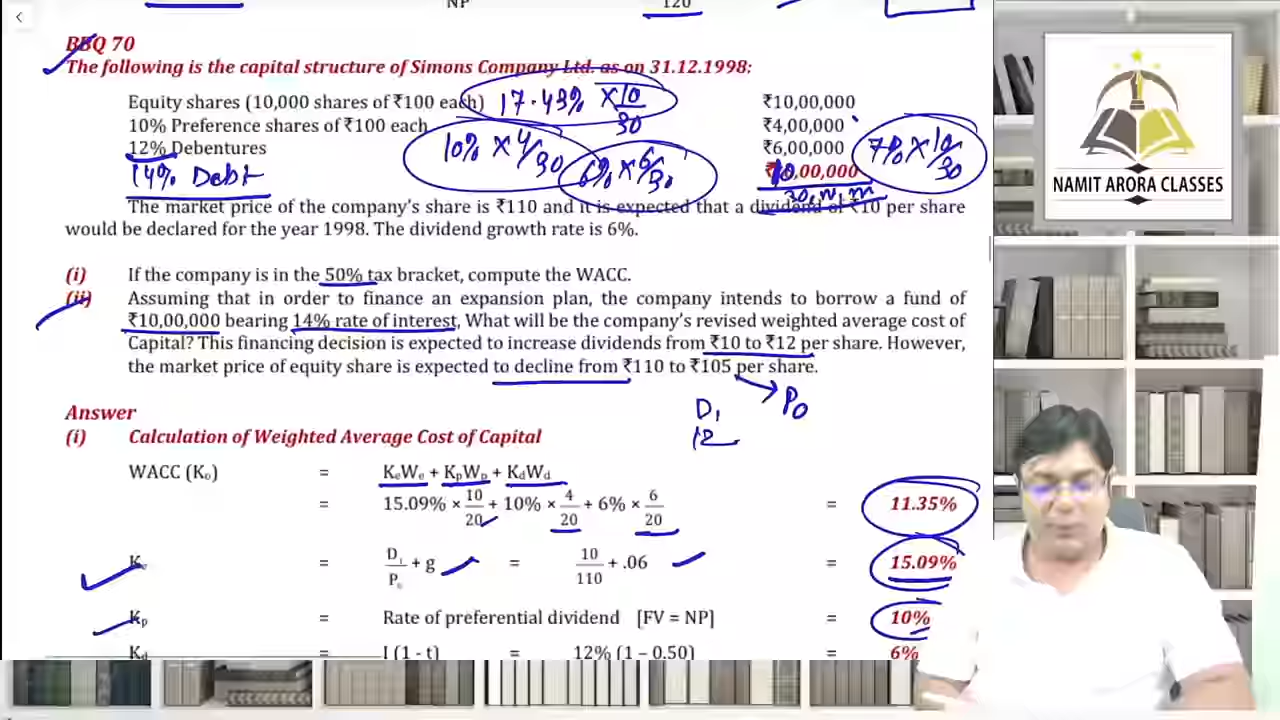 NP 120
BBQ 70
The following is the capital structure of Simons Company Ltd. as on 31.12.1998:
Equity shares (10,000 shares of ₹100 each) 17.43% × 10/30 ₹10,00,000
10% Preference shares of ₹100 each 10% × 4/30 ₹4,00,000
12% Debentures 6% × 6/30 ₹6,00,000 7% × 10/30
14% Debt 10,00,000
The market price of the company's share is ₹110 and it is expected that a dividend of ₹10 per share
would be declared for the year 1998. The dividend growth rate is 6%.
(i) If the company is in the 50% tax bracket, compute the WACC.
(ii) Assuming that in order to finance an expansion plan, the company intends to borrow a fund of
₹10,00,000 bearing 14% rate of interest, What will be the company's revised weighted average cost of
Capital? This financing decision is expected to increase dividends from ₹10 to ₹12 per share. However,
the market price of equity share is expected to decline from ₹110 to ₹105 per share.
D₁ P₀
12
Answer
(i) Calculation of Weighted Average Cost of Capital
WACC (Kₒ) = KₑWₑ + KₚWₚ + K_dW_d
= 15.09% × 10/20 + 10% × 4/20 + 6% × 6/20 = 11.35%
Kₑ = D₁/P₀ + g = 10/110 + .06 = 15.09%
Kₚ = Rate of preferential dividend [FV = NP] = 10%
K_d = I (1 - t) = 12% (1 – 0.50) = 6%
NAMIT ARORA CLASSES